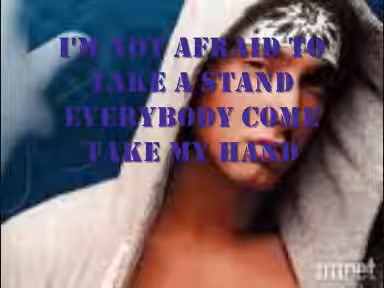 I'M NOT AFRAID TO
TAKE A STAND
EVERYBODY COME
TAKE MY HAND